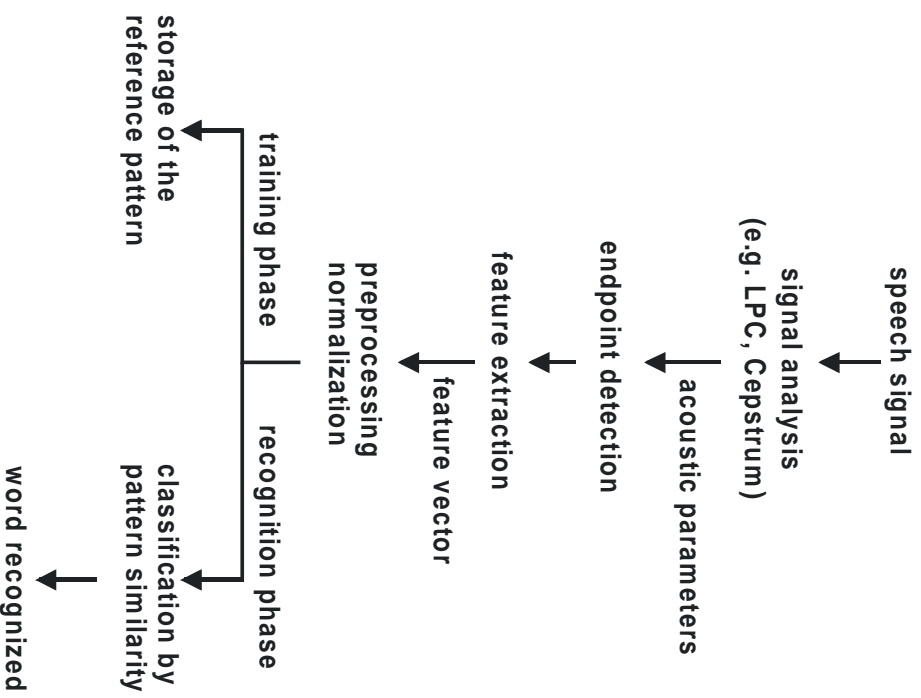 speech signal
signal analysis
(e.g. LPC, Cepstrum)
acoustic parameters
endpoint detection
feature extraction
feature vector
preprocessing
normalization
training phase
recognition phase
storage of the
reference pattern
classification by
pattern similarity
word recognized